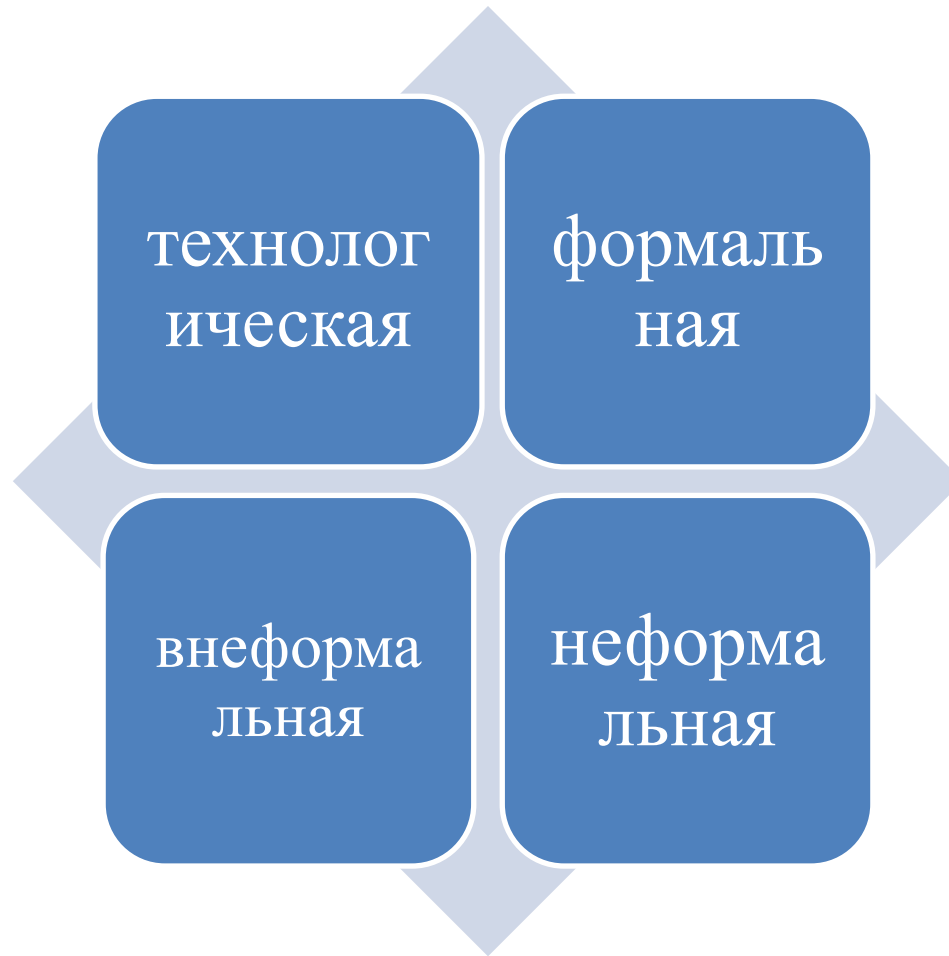 технолог
ическая
формаль
ная
внеформа
льная
неформа
льная